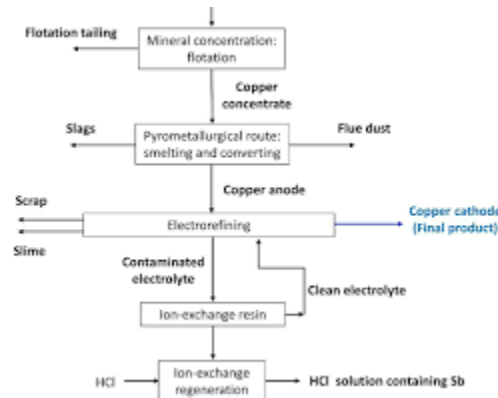 Flotation tailing
Mineral concentration:
flotation
Copper
concentrate
Slags
Pyrometallurgical route:
smelting and converting
Flue dust
Copper anode
Scrap
Slime
Electrorefining
Copper cathode
(Final product)
Contaminated
electrolyte
Clean electrolyte
Ion-exchange resin
HCl
Ion-exchange
regeneration
HCl solution containing Sb